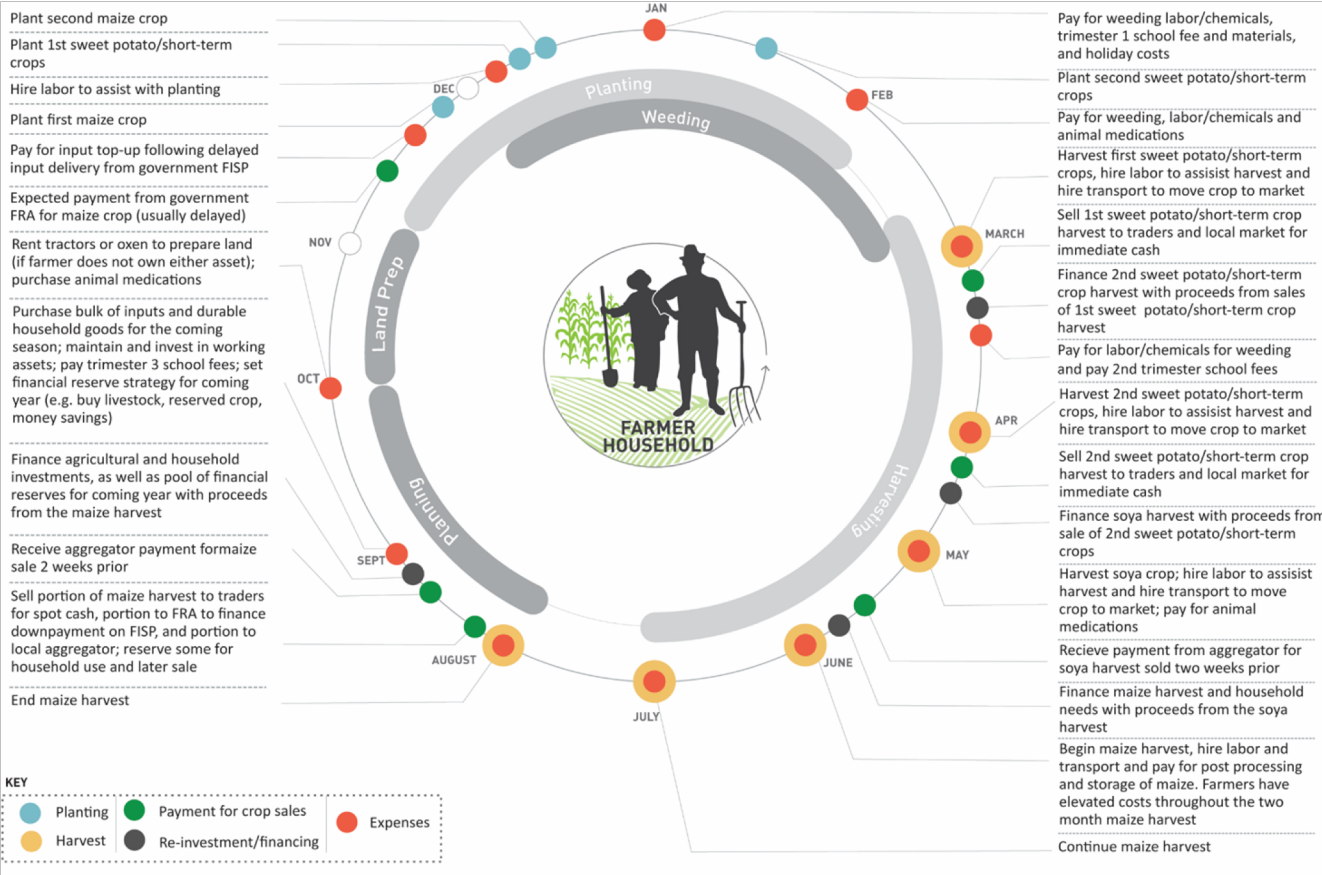 Plant second maize crop
Plant 1st sweet potato/short-term
crops
Hire labor to assist with planting
Plant first maize crop
Pay for input top-up following delayed
input delivery from government FISP
Expected payment from government
FRA for maize crop (usually delayed)
Rent tractors or oxen to prepare land
(if farmer does not own either asset);
purchase animal medications
Purchase bulk of inputs and durable
household goods for the coming
season; maintain and invest in working
assets; pay trimester 3 school fees; set
financial reserve strategy for coming
year (e.g. buy livestock, reserved crop,
money savings)
Finance agricultural and household
investments, as well as pool of financial
reserves for coming year with proceeds
from the maize harvest
Receive aggregator payment formaize
sale 2 weeks prior
Sell portion of maize harvest to traders
for spot cash, portion to FRA to finance
downpayment on FISP, and portion to
local aggregator; reserve some for
household use and later sale
End maize harvest
JAN
FEB
MARCH
APR
MAY
JUNE
JULY
AUGUST
SEPT
OCT
NOV
DEC
Planting
Weeding
Harvesting
Planning
Land Prep
FARMER
HOUSEHOLD
Pay for weeding labor/chemicals,
trimester 1 school fee and materials,
and holiday costs
Plant second sweet potato/short-term
crops
Pay for weeding, labor/chemicals and
animal medications
Harvest first sweet potato/short-term
crops, hire labor to assisist harvest and
hire transport to move crop to market
Sell 1st sweet potato/short-term crop
harvest to traders and local market for
immediate cash
Finance 2nd sweet potato/short-term
crop harvest with proceeds from sales
of 1st sweet potato/short-term crop
harvest
Pay for labor/chemicals for weeding
and pay 2nd trimester school fees
Harvest 2nd sweet potato/short-term
crops, hire labor to assisist harvest and
hire transport to move crop to market
Sell 2nd sweet potato/short-term crop
harvest to traders and local market for
immediate cash
Finance soya harvest with proceeds from
sale of 2nd sweet potato/short-term
crops
Harvest soya crop; hire labor to assisist
harvest and hire transport to move
crop to market; pay for animal
medications
Recieve payment from aggregator for
soya harvest sold two weeks prior
Finance maize harvest and household
needs with proceeds from the soya
harvest
Begin maize harvest, hire labor and
transport and pay for post processing
and storage of maize. Farmers have
elevated costs throughout the two
month maize harvest
Continue maize harvest
KEY
Planting
Harvest
Payment for crop sales
Re-investment/financing
Expenses